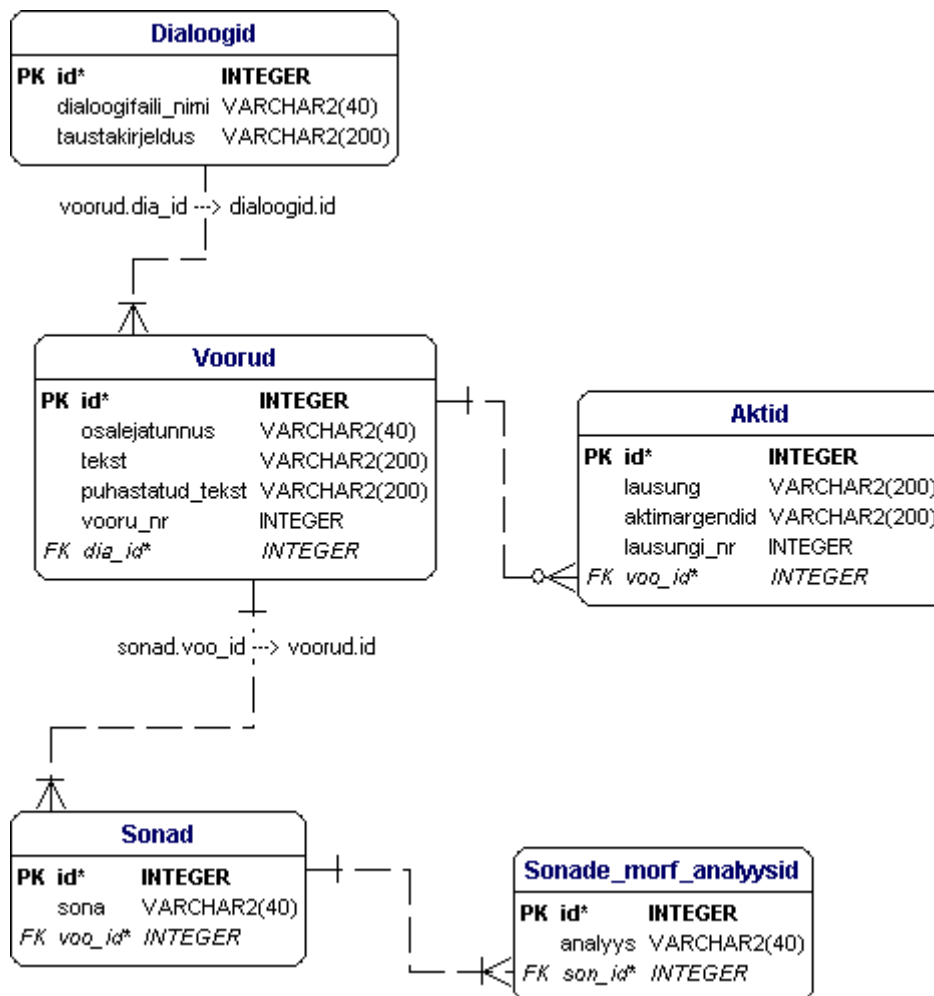 Dialoogid
PK id* INTEGER
dialoogifaili_nimi VARCHAR2(40)
taustakirjeldus VARCHAR2(200)
voorud.dia_id ---> dialoogid.id
Voorud
PK id* INTEGER
osalejatunnus VARCHAR2(40)
tekst VARCHAR2(200)
puhastatud_tekst VARCHAR2(200)
vooru_nr INTEGER
FK dia_id* INTEGER
Aktid
PK id* INTEGER
lausung VARCHAR2(200)
aktimargendid VARCHAR2(200)
lausungi_nr INTEGER
FK voo_id* INTEGER
sonad.voo_id ---> voorud.id
Sonad
PK id* INTEGER
sona VARCHAR2(40)
FK voo_id* INTEGER
Sonade_morf_analyysid
PK id* INTEGER
analyys VARCHAR2(40)
FK son_id* INTEGER